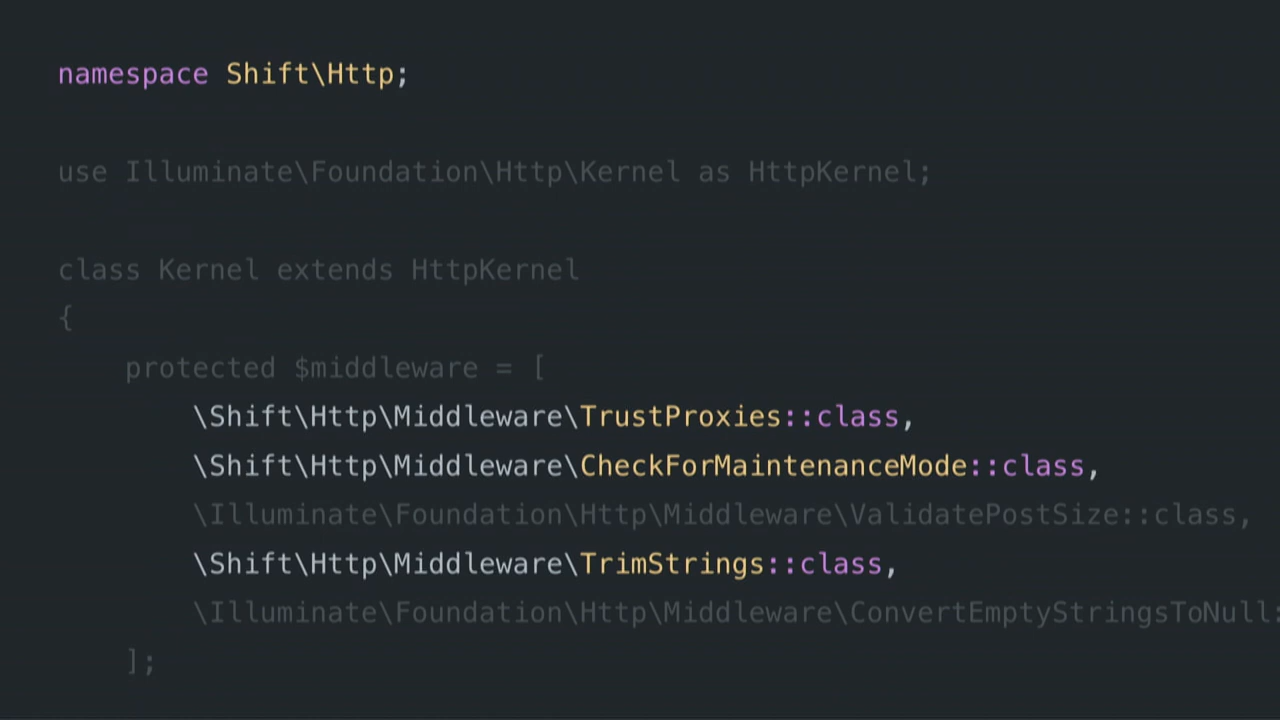 namespace Shift\Http;
use Illuminate\Foundation\Http\Kernel as HttpKernel;
class Kernel extends HttpKernel
{
    protected $middleware = [
        \Shift\Http\Middleware\TrustProxies::class,
        \Shift\Http\Middleware\CheckForMaintenanceMode::class,
        \Illuminate\Foundation\Http\Middleware\ValidatePostSize::class,
        \Shift\Http\Middleware\TrimStrings::class,
        \Illuminate\Foundation\Http\Middleware\ConvertEmptyStringsToNull:
    ];